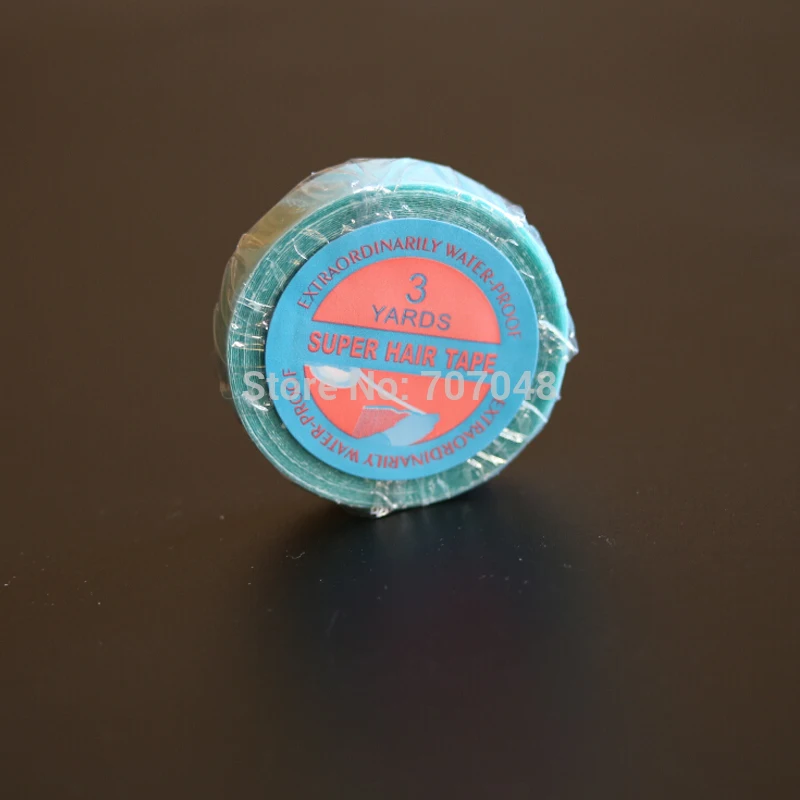 EXTRAORDINARILY WATER-PROOF
3
YARDS
SUPER HAIR TAPE
Store No: 707048
EXTRAORDINARILY WATER-PROOF